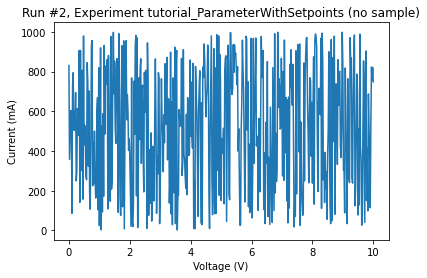 Run #2, Experiment tutorial_ParameterWithSetpoints (no sample)
1000
800
600
400
200
0
Current (mA)
0 2 4 6 8 10
Voltage (V)